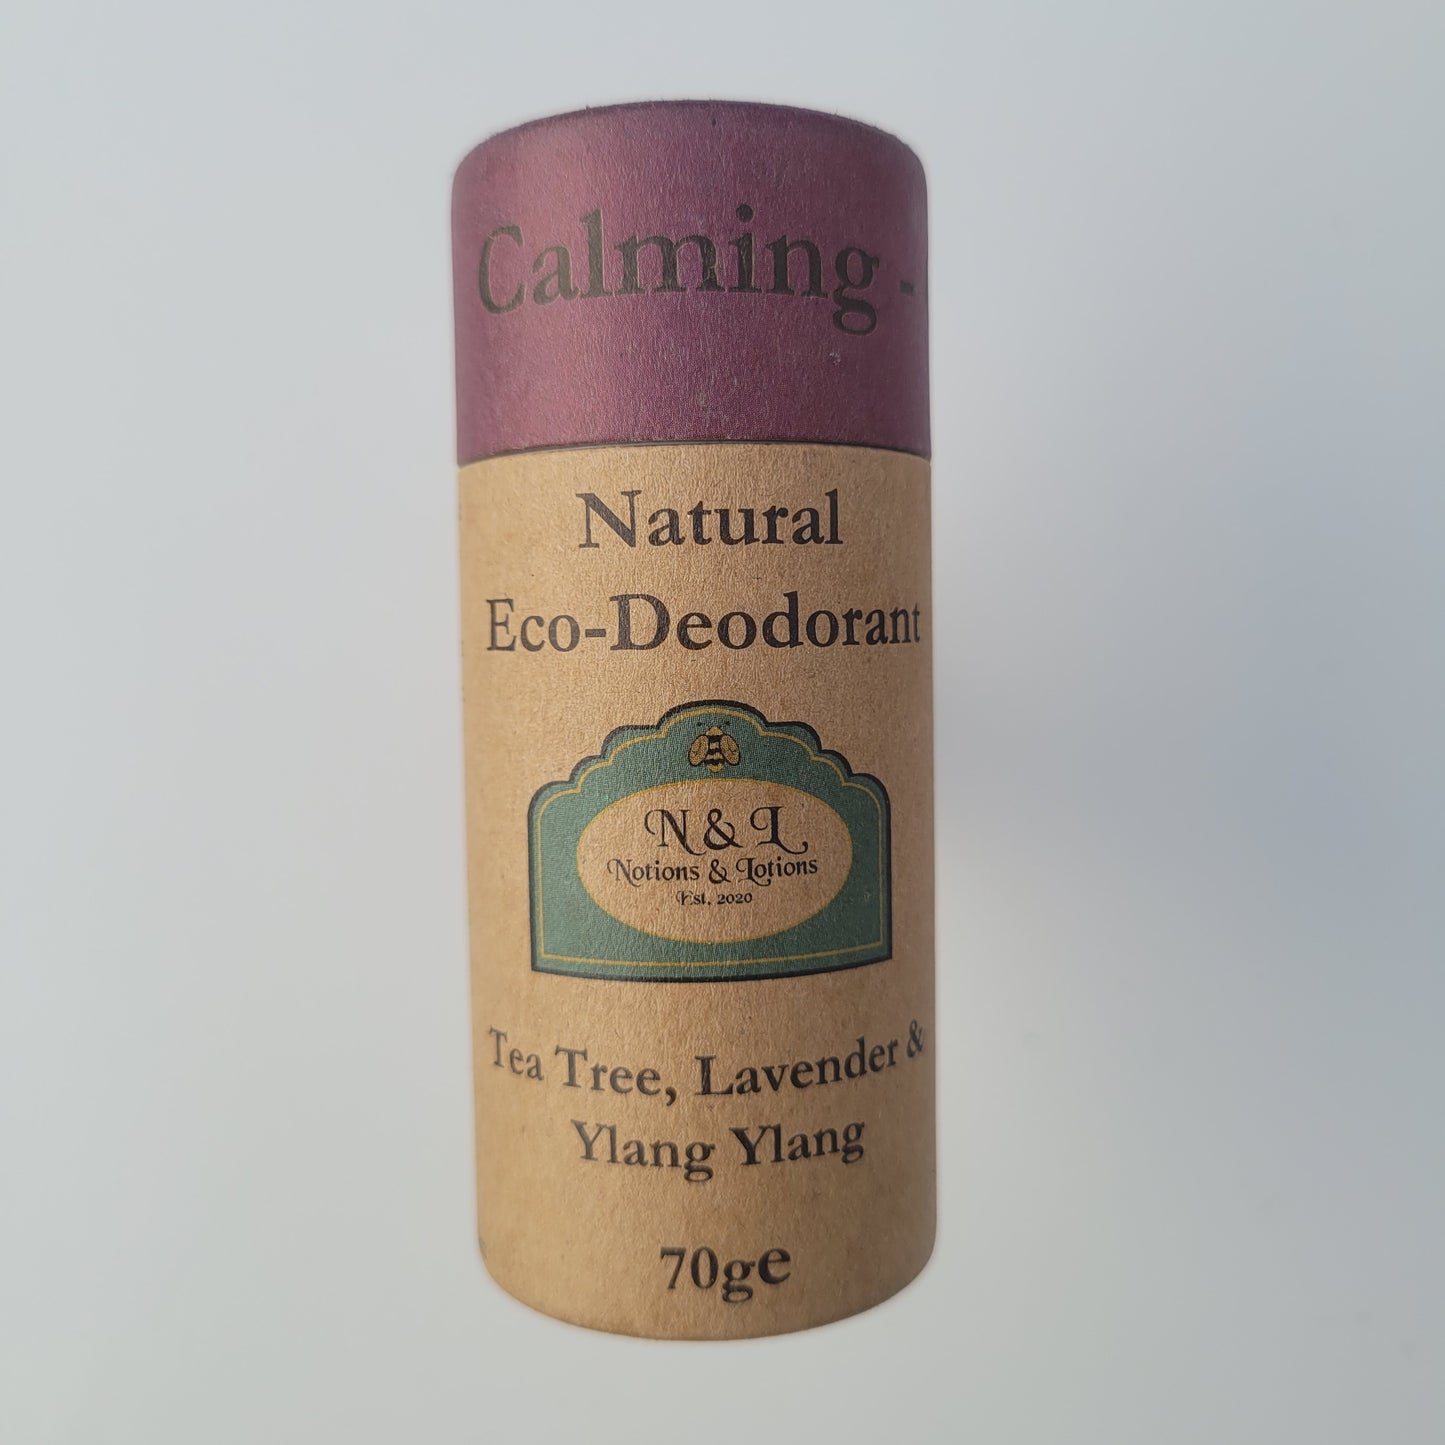 Calming -
Natural
Eco-Deodorant
N & L
Notions & Lotions
Est. 2020
Tea Tree, Lavender &
Ylang Ylang
70ge